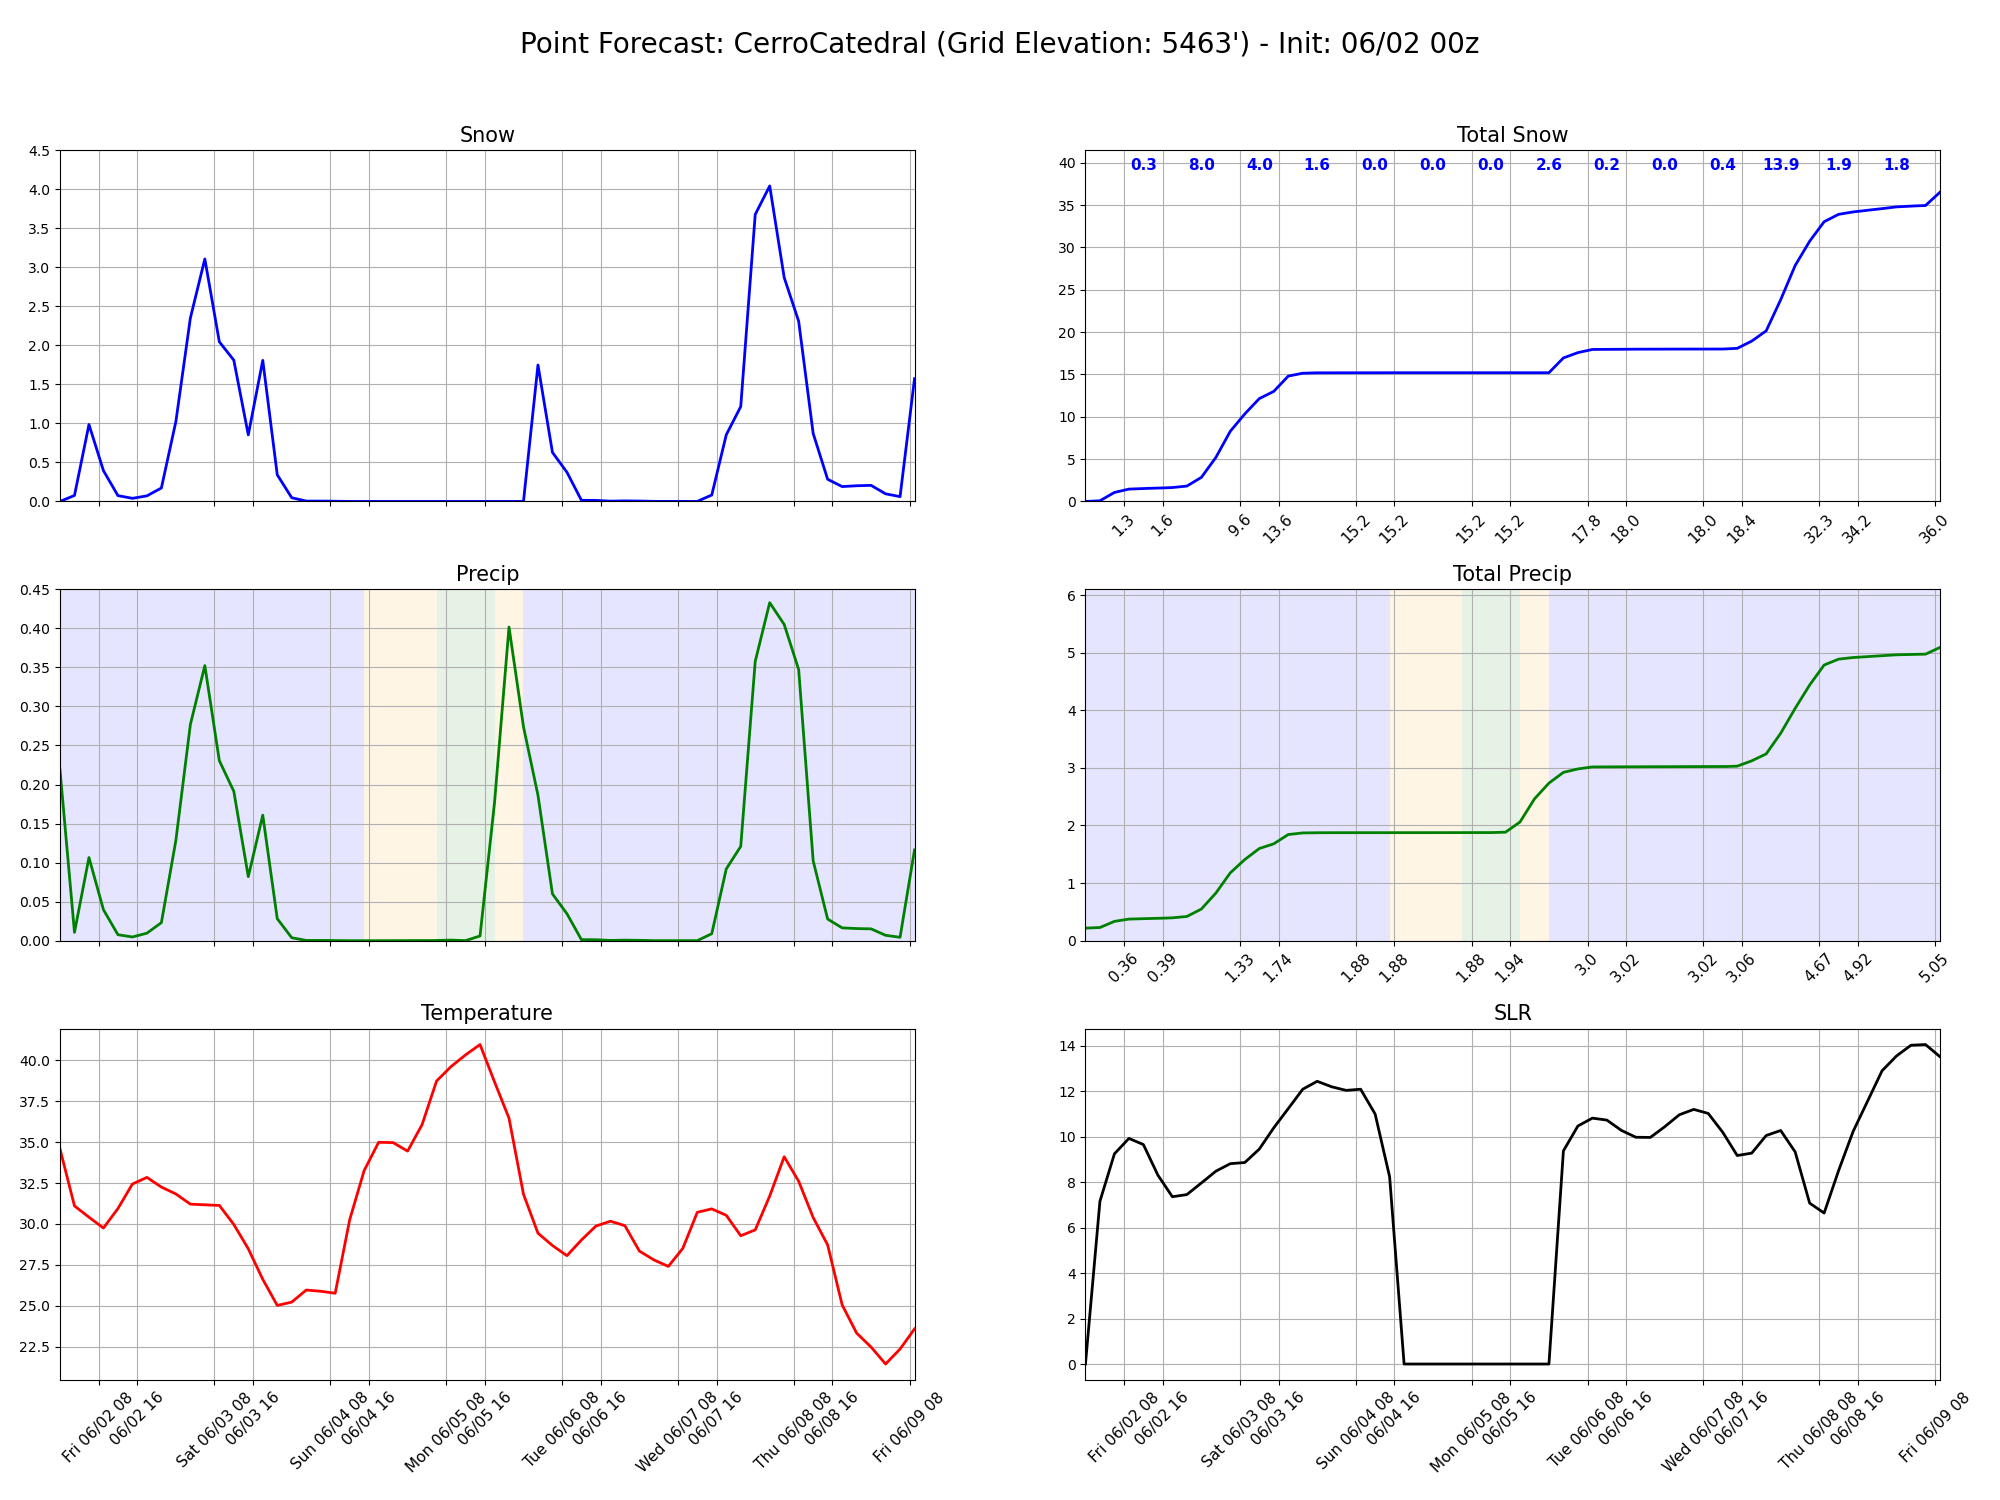 Point Forecast: CerroCatedral (Grid Elevation: 5463') - Init: 06/02 00z
Snow
4.5
4.0
3.5
3.0
2.5
2.0
1.5
1.0
0.5
0.0
Total Snow
0.3 8.0 4.0 1.6 0.0 0.0 0.0 2.6 0.2 0.0 0.4 13.9 1.9 1.8
40
35
30
25
20
15
10
5
0
1.3 1.6 9.6 13.6 15.2 15.2 15.2 15.2 17.8 18.0 18.0 18.4 32.3 34.2 36.0
Precip
0.45
0.40
0.35
0.30
0.25
0.20
0.15
0.10
0.05
0.00
Total Precip
6
5
4
3
2
1
0
0.36 0.39 1.33 1.74 1.88 1.88 1.88 1.94 3.0 3.02 3.02 3.06 4.67 4.92 5.05
Temperature
40.0
37.5
35.0
32.5
30.0
27.5
25.0
22.5
Fri 06/02 08
06/02 16
Sat 06/03 08
06/03 16
Sun 06/04 08
06/04 16
Mon 06/05 08
06/05 16
Tue 06/06 08
06/06 16
Wed 06/07 08
06/07 16
Thu 06/08 08
06/08 16
Fri 06/09 08
SLR
14
12
10
8
6
4
2
0
Fri 06/02 08
06/02 16
Sat 06/03 08
06/03 16
Sun 06/04 08
06/04 16
Mon 06/05 08
06/05 16
Tue 06/06 08
06/06 16
Wed 06/07 08
06/07 16
Thu 06/08 08
06/08 16
Fri 06/09 08